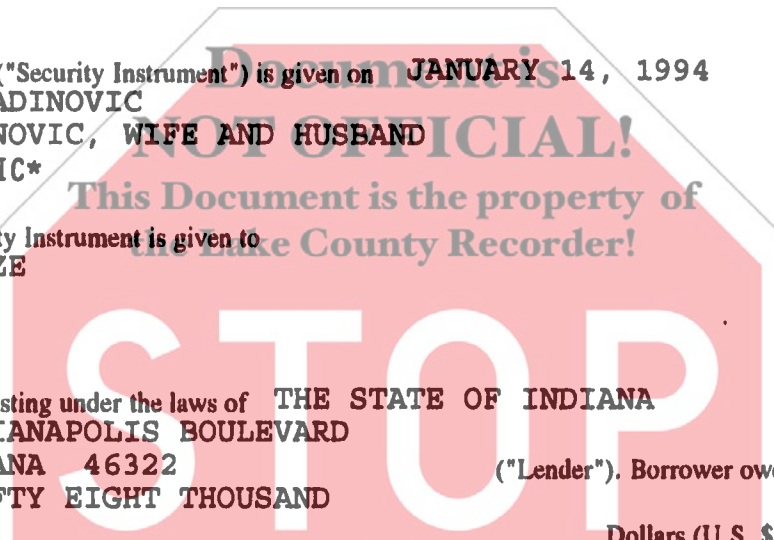 ("Security Instrument") is given on JANUARY 14, 1994
Document is
ADINOVIC
NOVIC, WIFE AND HUSBAND
NOT OFFICIAL!
IC*
This Document is the property of
ty Instrument is given to
the Lake County Recorder!
ZE
STOP
sting under the laws of THE STATE OF INDIANA
IANAPOLIS BOULEVARD
ANA 46322 ("Lender"). Borrower owe
FTY EIGHT THOUSAND
Dollars (U.S. $